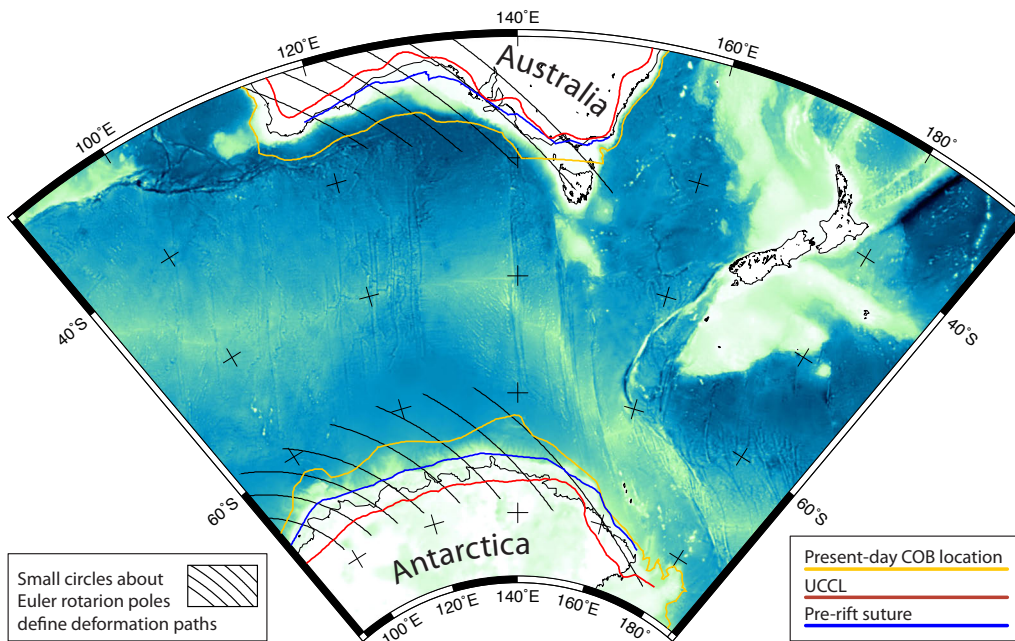 140°E
120°E
160°E
Australia
100°E
180°
40°S
40°S
60°S
60°S
Antarctica
Small circles about
Euler rotarion poles
define deformation paths
Present-day COB location
UCCL
Pre-rift suture
100°E
120°E
140°E
160°E
180°